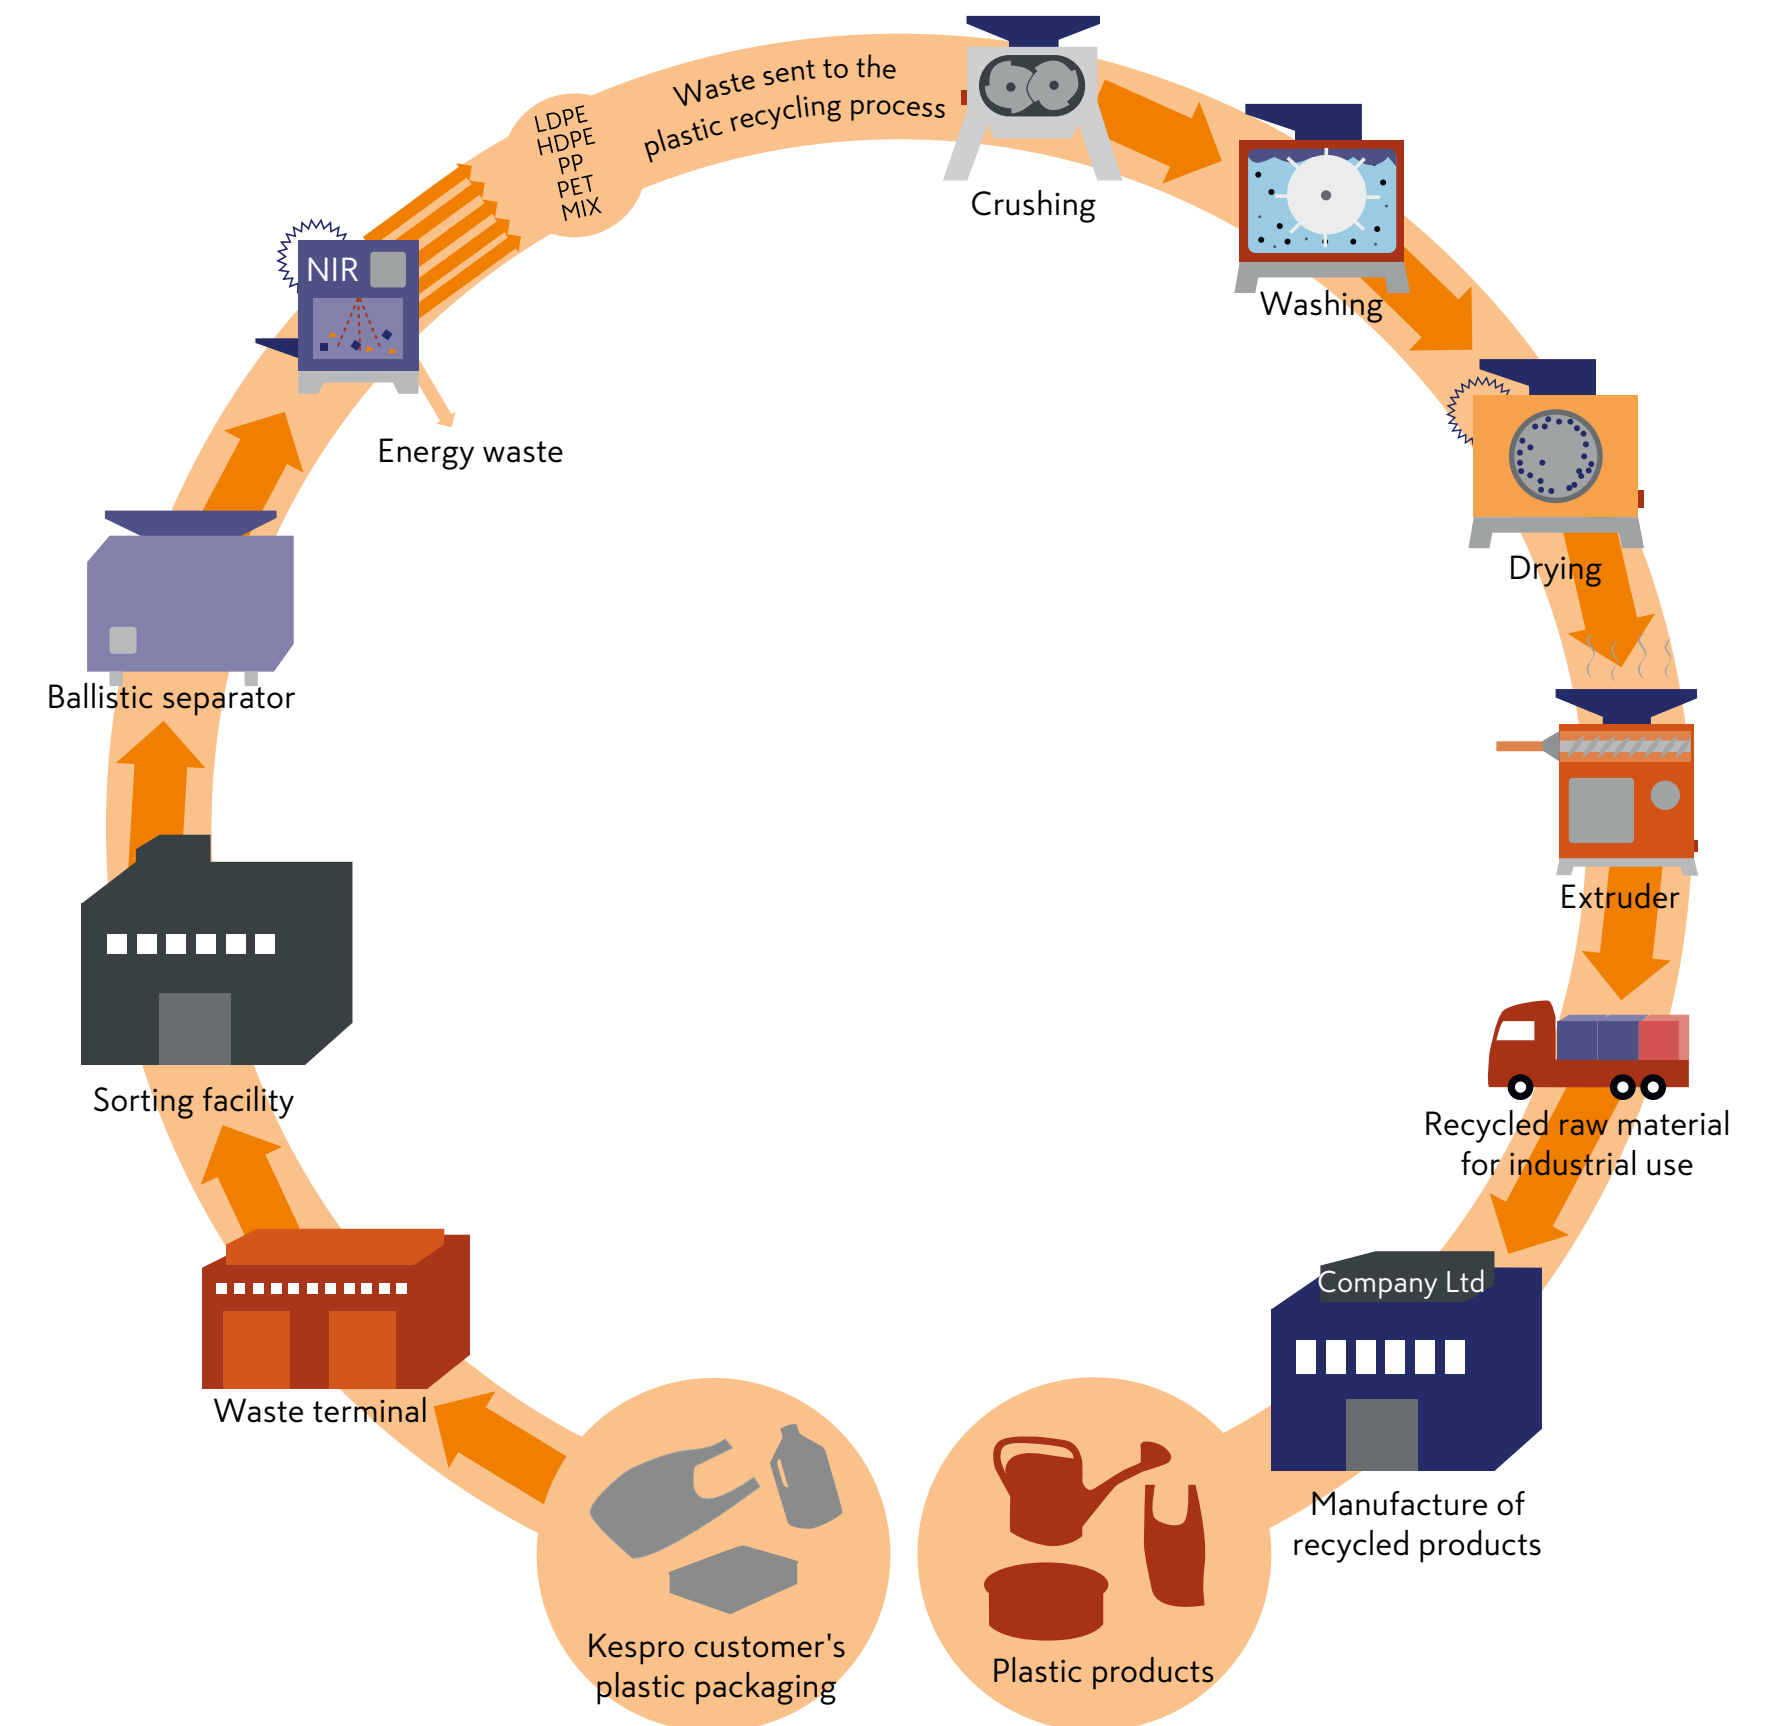 Waste sent to the
plastic recycling process
LDPE
HDPE
PP
PET
MIX
Crushing
NIR
Washing
Energy waste
Drying
Ballistic separator
Extruder
Sorting facility
Recycled raw material
for industrial use
Company Ltd
Waste terminal
Manufacture of
recycled products
Kespro customer's
plastic packaging
Plastic products